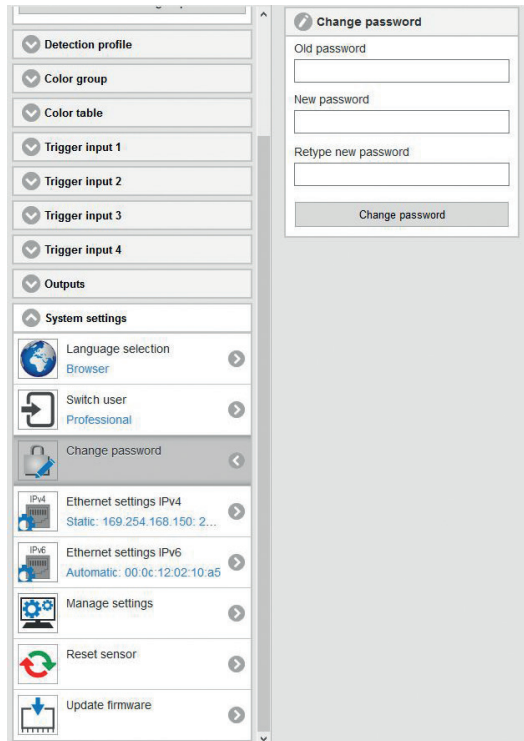 Detection profile
Color group
Color table
Trigger input 1
Trigger input 2
Trigger input 3
Trigger input 4
Outputs
System settings
Language selection
Browser
Switch user
Professional
Change password
IPv4
Ethernet settings IPv4
Static: 169.254.168.150: 2...
IPv6
Ethernet settings IPv6
Automatic: 00:0c:12:02:10:a5
Manage settings
Reset sensor
Update firmware
Change password
Old password
New password
Retype new password
Change password